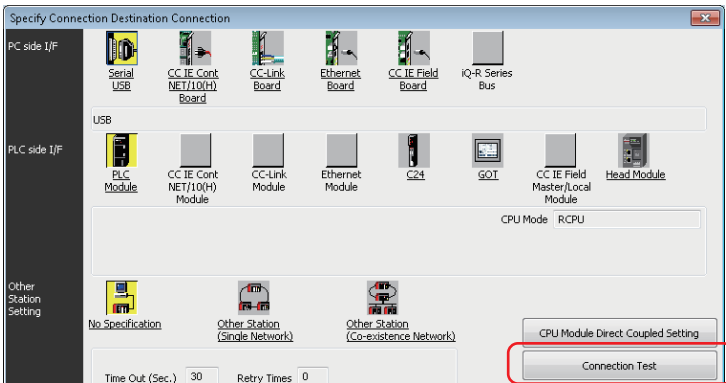 Specify Connection Destination Connection
PC side I/F
Serial
USB
CC IE Cont
NET/10(H)
Board
CC-Link
Board
Ethernet
Board
CC IE Field
Board
iQ-R Series
Bus
USB
PLC side I/F
PLC
Module
CC IE Cont
NET/10(H)
Module
CC-Link
Module
Ethernet
Module
C24
GOT
CC IE Field
Master/Local
Module
Head Module
CPU Mode RCPU
Other
Station
Setting
No Specification
Other Station
(Single Network)
Other Station
(Co-existence Network)
CPU Module Direct Coupled Setting
Connection Test
Time Out (Sec.) 30 Retry Times 0